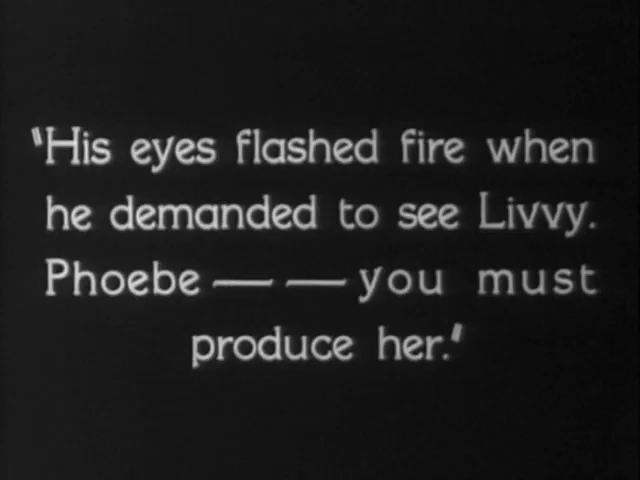 "His eyes flashed fire when
he demanded to see Livvy.
Phoebe — — you must
produce her."